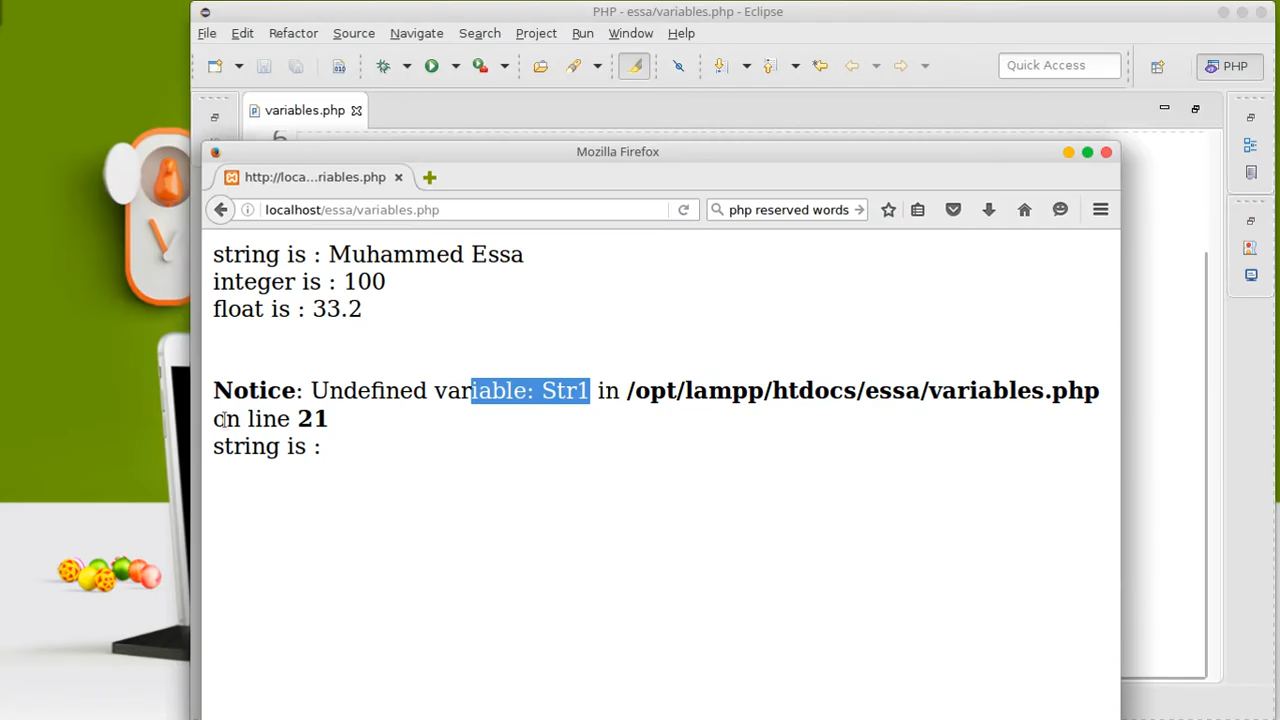 PHP - essa/variables.php - Eclipse
File Edit Refactor Source Navigate Search Project Run Window Help
Quick Access
PHP
variables.php
6
Mozilla Firefox
http://loca...riables.php
localhost/essa/variables.php
php reserved words
string is : Muhammed Essa
integer is : 100
float is : 33.2
Notice: Undefined variable: Str1 in /opt/lampp/htdocs/essa/variables.php
on line 21
string is :